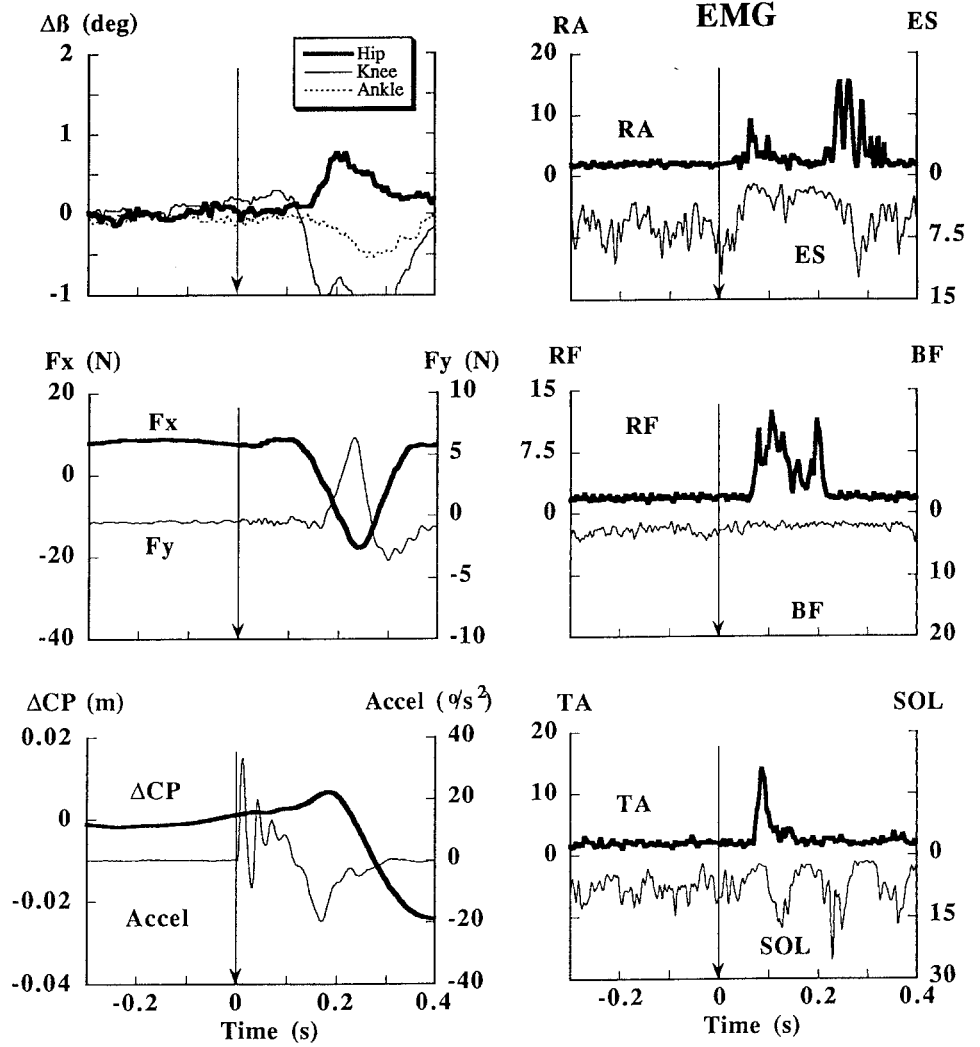 Δß (deg)
2
1
0
-1
Hip
Knee
Ankle
EMG
RA
ES
20
10
0
0
7.5
15
RA
ES
Fx (N)
Fy (N)
20
0
-20
-40
10
5
0
-5
-10
Fx
Fy
RF
BF
15
7.5
0
0
10
20
RF
BF
ΔCP (m)
Accel (º/s²)
0.02
0
-0.02
-0.04
40
20
0
-20
-40
ΔCP
Accel
-0.2
0
0.2
0.4
Time (s)
TA
SOL
20
10
0
0
15
30
TA
SOL
-0.2
0
0.2
0.4
Time (s)